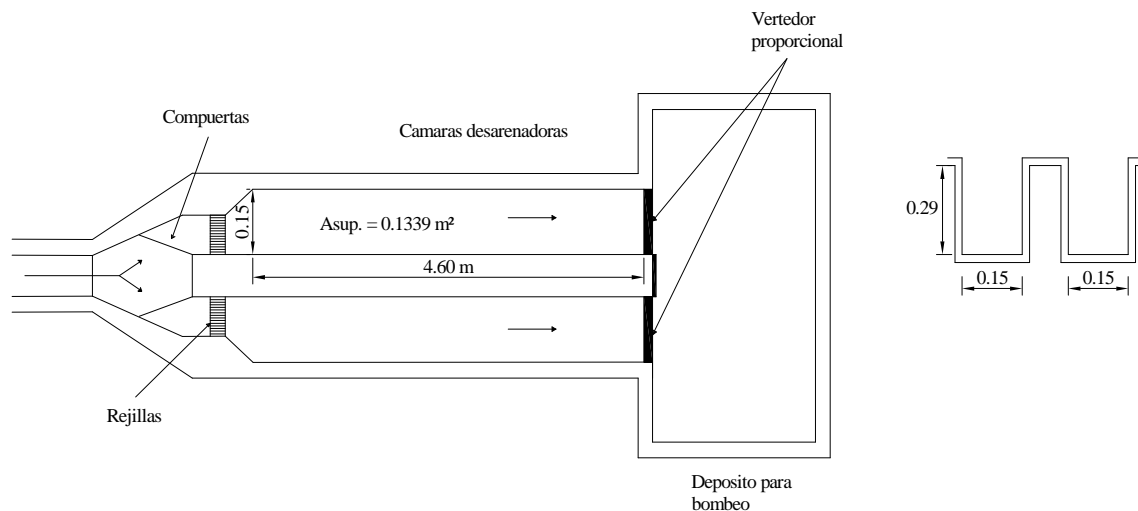 Vertedor
proporcional
Compuertas
Camaras desarenadoras
0.15
Asup. = 0.1339 m²
4.60 m
0.29
0.15
0.15
Rejillas
Deposito para
bombeo